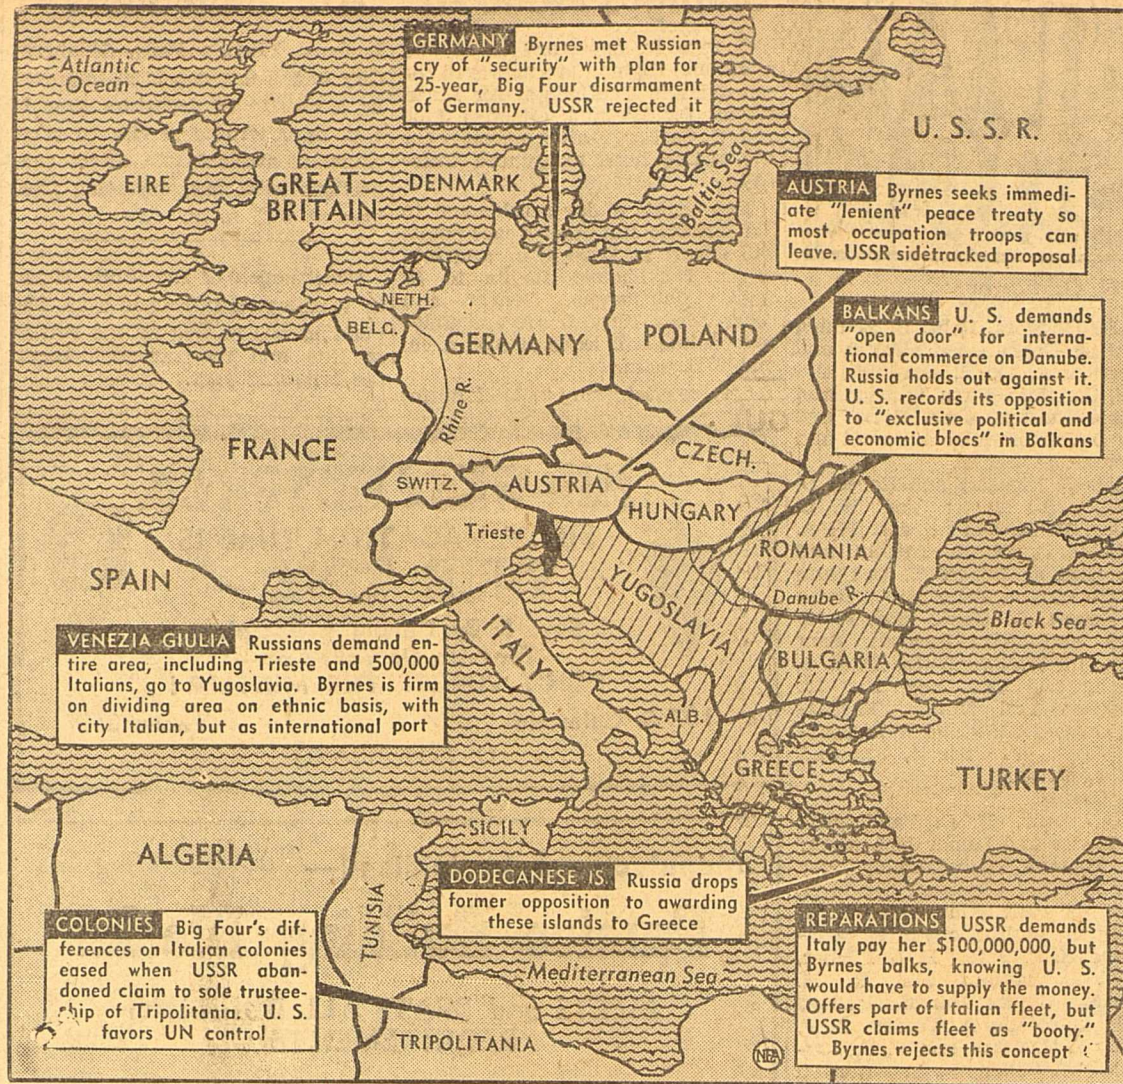 GERMANY Byrnes met Russian
cry of "security" with plan for
25-year, Big Four disarmament
of Germany. USSR rejected it
Atlantic
Ocean
U. S. S. R.
EIRE
GREAT
BRITAIN
DENMARK
Baltic Sea
AUSTRIA Byrnes seeks immedi-
ate "lenient" peace treaty so
most occupation troops can
leave. USSR sidetracked proposal
NETH.
BELG.
GERMANY
POLAND
BALKANS U. S. demands
"open door" for interna-
tional commerce on Danube.
Russia holds out against it.
U. S. records its opposition
to "exclusive political and
economic blocs" in Balkans
Rhine R.
FRANCE
CZECH.
SWITZ.
AUSTRIA
HUNGARY
Trieste
ROMANIA
SPAIN
YUGOSLAVIA
Danube R.
Black Sea
ITALY
VENEZIA GIULIA Russians demand en-
tire area, including Trieste and 500,000
Italians, go to Yugoslavia. Byrnes is firm
on dividing area on ethnic basis, with
city Italian, but as international port
BULGARIA
ALB.
GREECE
TURKEY
SICILY
ALGERIA
TUNISIA
DODECANESE IS. Russia drops
former opposition to awarding
these islands to Greece
COLONIES Big Four's dif-
ferences on Italian colonies
eased when USSR aban-
doned claim to sole trustee-
ship of Tripolitania. U. S.
favors UN control
REPARATIONS USSR demands
Italy pay her $100,000,000, but
Byrnes balks, knowing U. S.
would have to supply the money.
Offers part of Italian fleet, but
USSR claims fleet as "booty."
Byrnes rejects this concept
Mediterranean Sea
TRIPOLITANIA
NEA